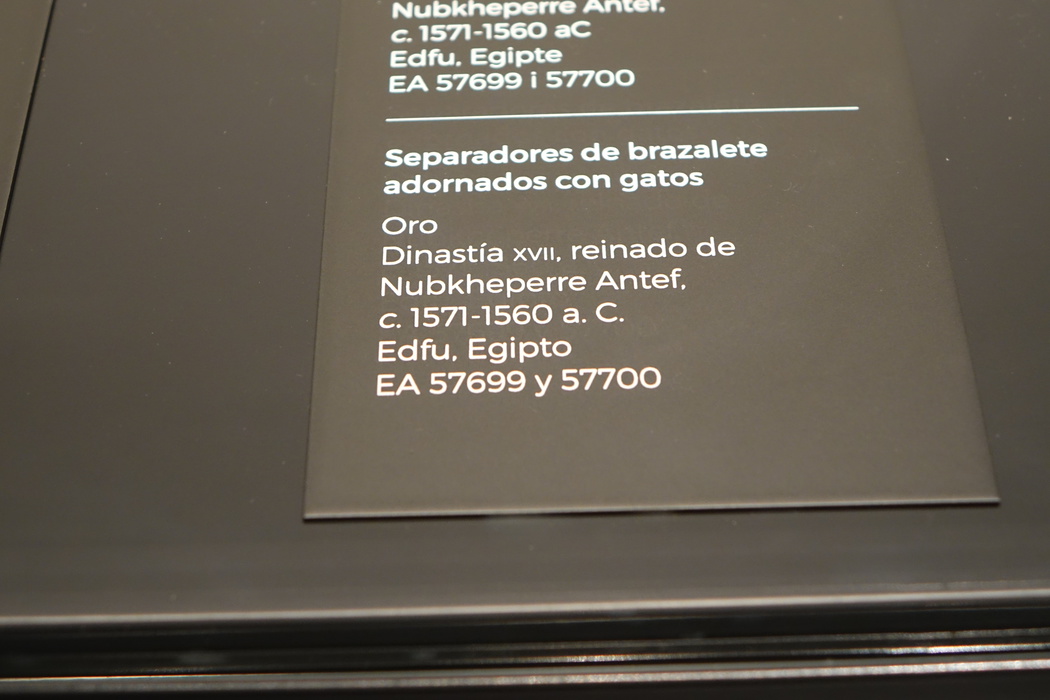 Nubkheperre Antef,
c. 1571-1560 aC
Edfu, Egipte
EA 57699 i 57700
Separadores de brazalete
adornados con gatos
Oro
Dinastía XVII, reinado de
Nubkheperre Antef,
c. 1571-1560 a. C.
Edfu, Egipto
EA 57699 y 57700